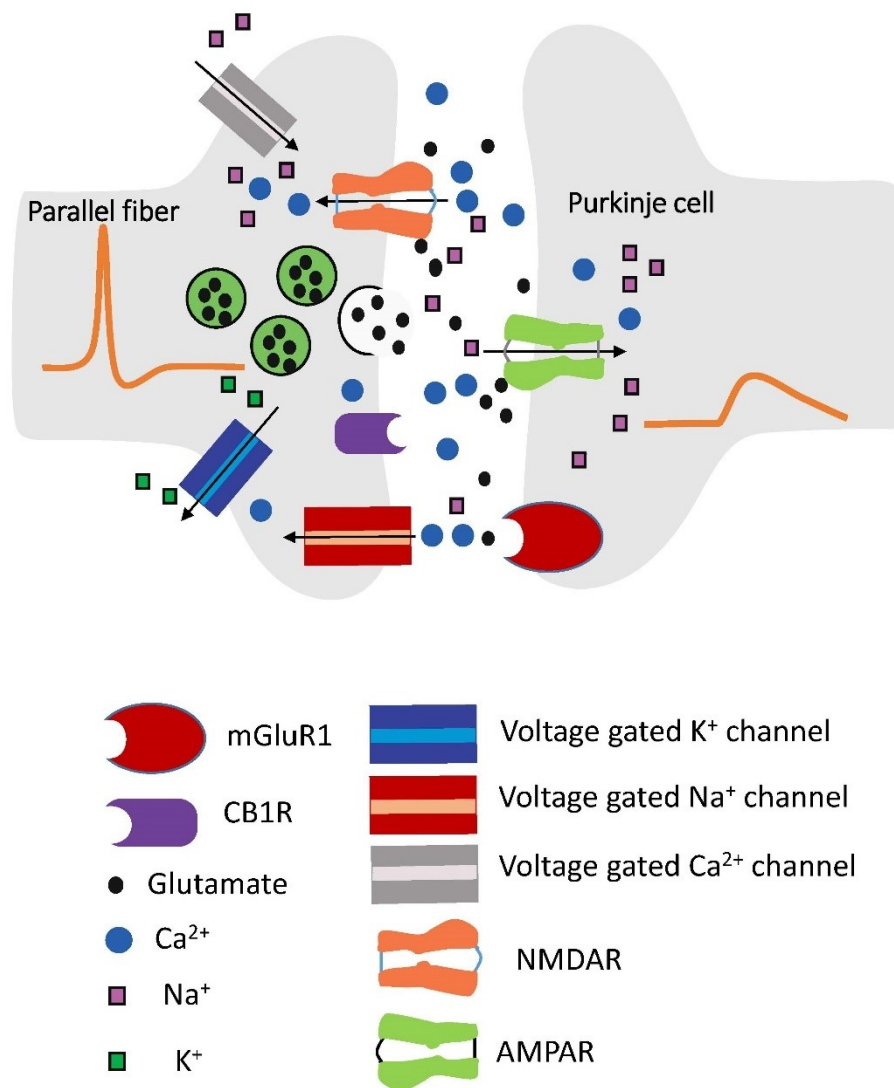 Parallel fiber
Purkinje cell
mGluR1
CB1R
Glutamate
Ca²⁺
Na⁺
K⁺
Voltage gated K⁺ channel
Voltage gated Na⁺ channel
Voltage gated Ca²⁺ channel
NMDAR
AMPAR